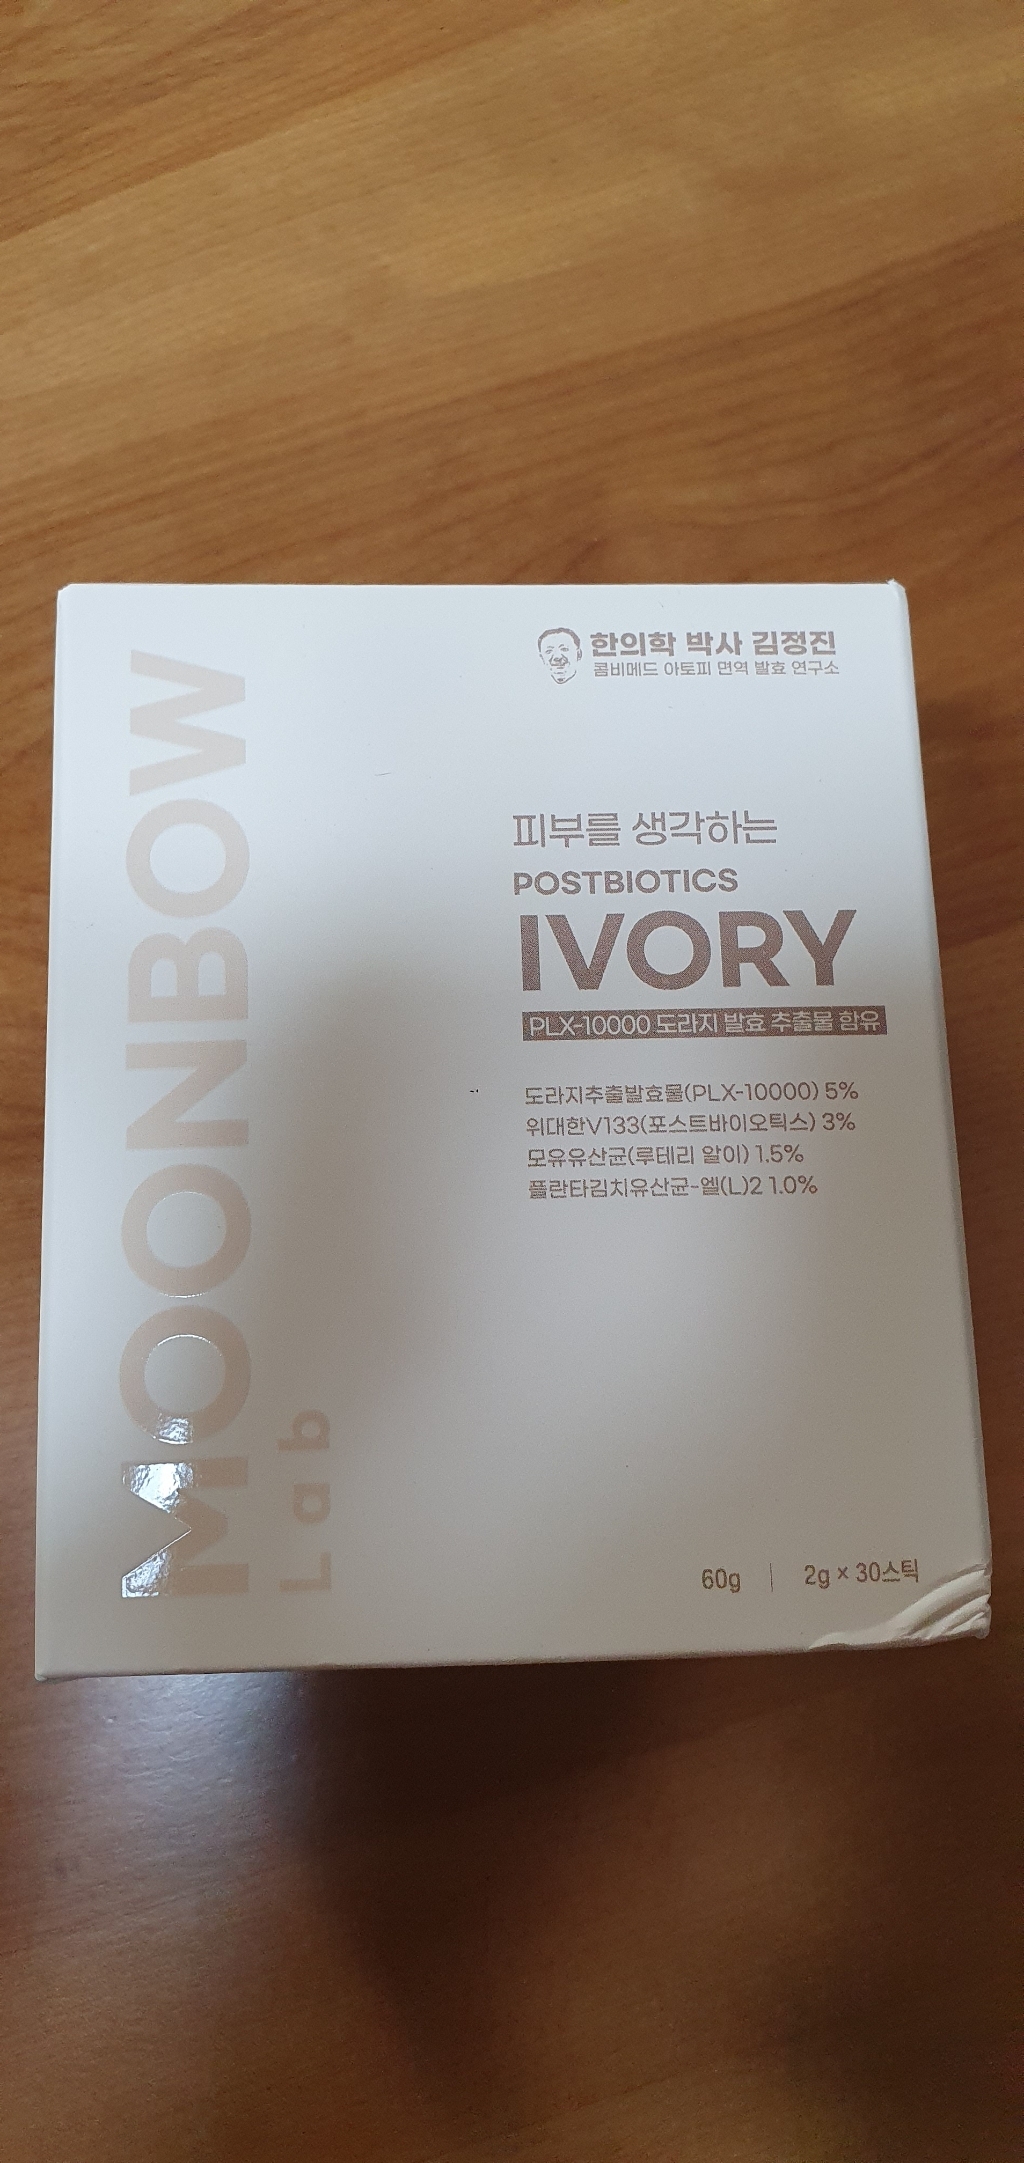 한의학 박사 김정진
콤비메드 아토피 면역 발효 연구소
피부를 생각하는
POSTBIOTICS
IVORY
PLX-10000 도라지 발효 추출물 함유
도라지추출발효물(PLX-10000) 5%
위대한V133(포스트바이오틱스) 3%
모유유산균(루테리 알이) 1.5%
플란타김치유산균-엘(L)2 1.0%
MOONBOW
Lab
60g | 2g × 30스틱